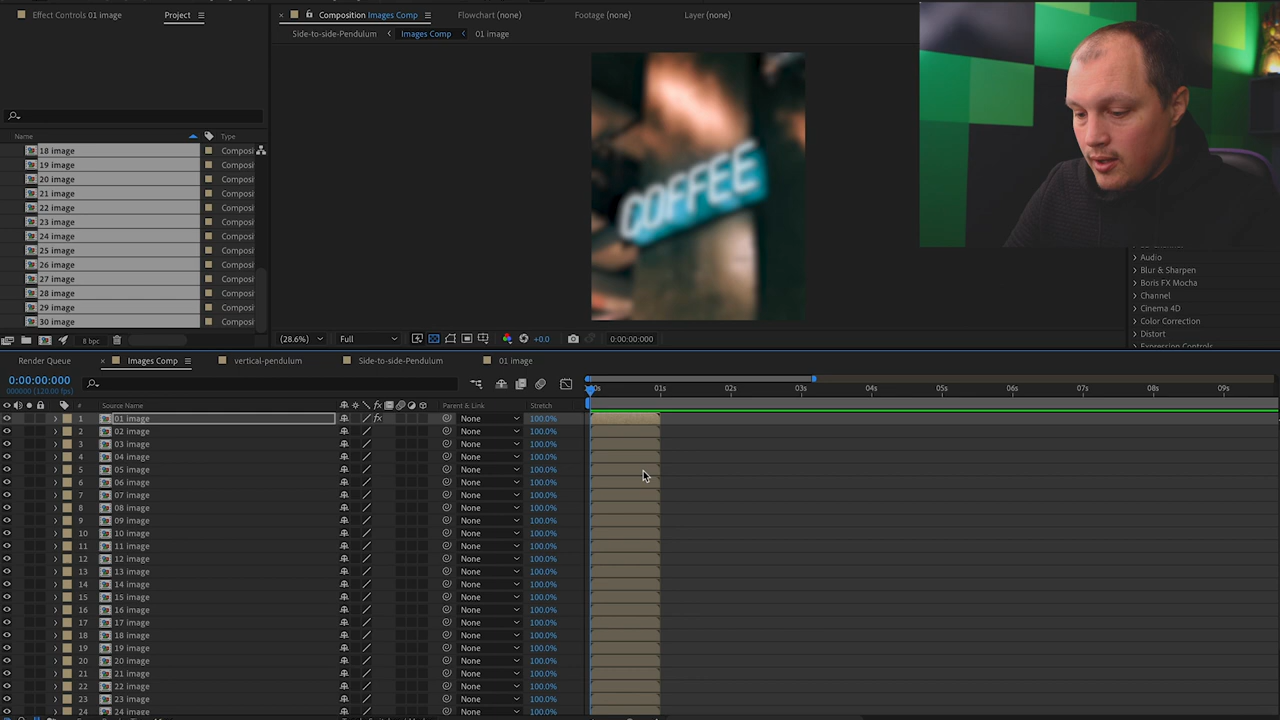 Effect Controls 01 image
Project
Composition Images Comp
Flowchart (none)
Footage (none)
Layer (none)
Side-to-side-Pendulum
Images Comp
01 image
COFFEE
Name
Type
18 image Composi
19 image Composi
20 image Composi
21 image Composi
22 image Composi
23 image Composi
24 image Composi
25 image Composi
26 image Composi
27 image Composi
28 image Composi
29 image Composi
30 image Composi
Audio
Blur & Sharpen
Boris FX Mocha
Channel
Cinema 4D
Color Correction
Distort
Expression Controls
8 bpc
(28.6%)
Full
+0.0
0:00:00:000
Render Queue
Images Comp
vertical-pendulum
Side-to-side-Pendulum
01 image
0:00:00:000
000000 (120.00 fps)
:00s 01s 02s 03s 04s 05s 06s 07s 08s 09s
# Source Name fx Parent & Link Stretch
1 01 image fx None 100.0%
2 02 image None 100.0%
3 03 image None 100.0%
4 04 image None 100.0%
5 05 image None 100.0%
6 06 image None 100.0%
7 07 image None 100.0%
8 08 image None 100.0%
9 09 image None 100.0%
10 10 image None 100.0%
11 11 image None 100.0%
12 12 image None 100.0%
13 13 image None 100.0%
14 14 image None 100.0%
15 15 image None 100.0%
16 16 image None 100.0%
17 17 image None 100.0%
18 18 image None 100.0%
19 19 image None 100.0%
20 20 image None 100.0%
21 21 image None 100.0%
22 22 image None 100.0%
23 23 image None 100.0%
24 24 image None 100.0%